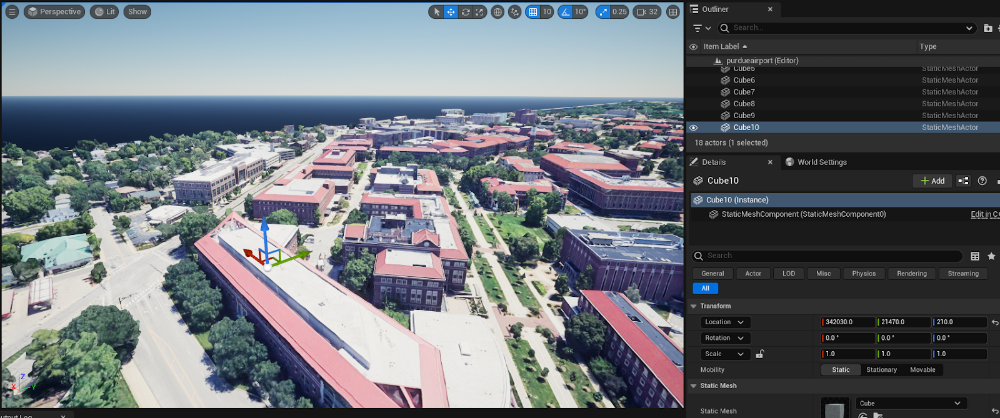 Perspective Lit Show 10 10° 0.25 32
Z
X
Y
utput Log
Outliner
Search...
Item Label Type
purdueairport (Editor)
Cube5 StaticMeshActor
Cube6 StaticMeshActor
Cube7 StaticMeshActor
Cube8 StaticMeshActor
Cube9 StaticMeshActor
Cube10 StaticMeshActor
18 actors (1 selected)
Details World Settings
Cube10 Add
Cube10 (Instance)
StaticMeshComponent (StaticMeshComponent0) Edit in C+
Search
General Actor LOD Misc Physics Rendering Streaming
All
Transform
Location 342030.0 21470.0 210.0
Rotation 0.0 ° 0.0 ° 0.0 °
Scale 1.0 1.0 1.0
Mobility Static Stationary Movable
Static Mesh
Static Mesh Cube